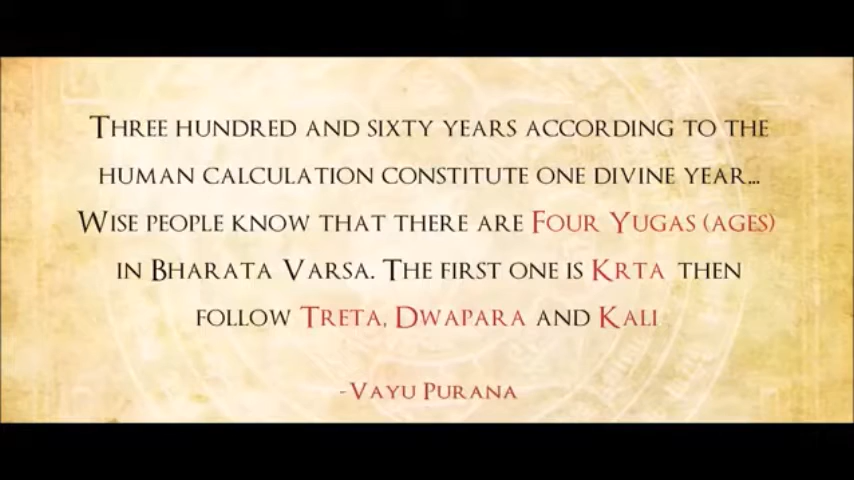 Three hundred and sixty years according to the
human calculation constitute one divine year...
Wise people know that there are Four Yugas (ages)
in Bharata Varsa. The first one is Krta then
follow Treta, Dwapara and Kali
-Vayu Purana